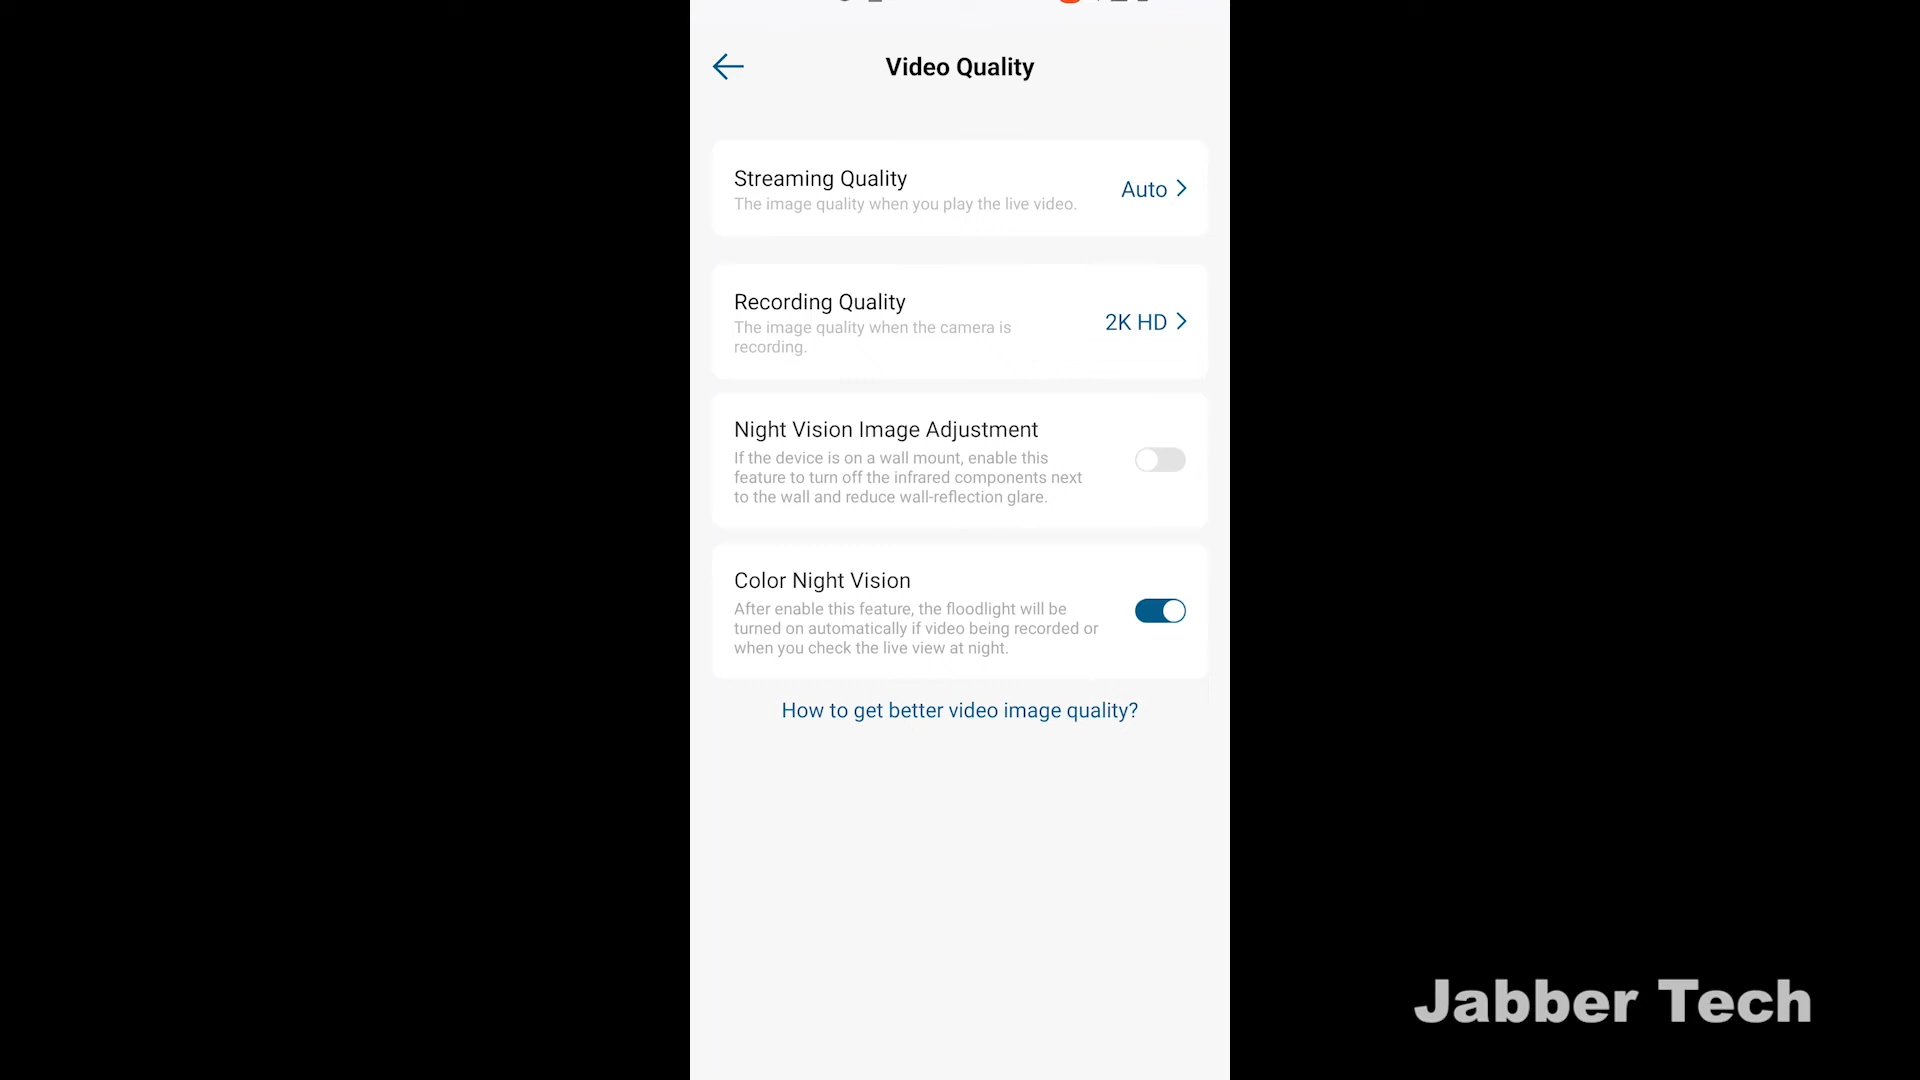 Video Quality
Streaming Quality
The image quality when you play the live video.
Auto
Recording Quality
The image quality when the camera is
recording.
2K HD
Night Vision Image Adjustment
If the device is on a wall mount, enable this
feature to turn off the infrared components next
to the wall and reduce wall-reflection glare.
Color Night Vision
After enable this feature, the floodlight will be
turned on automatically if video being recorded or
when you check the live view at night.
How to get better video image quality?
Jabber Tech